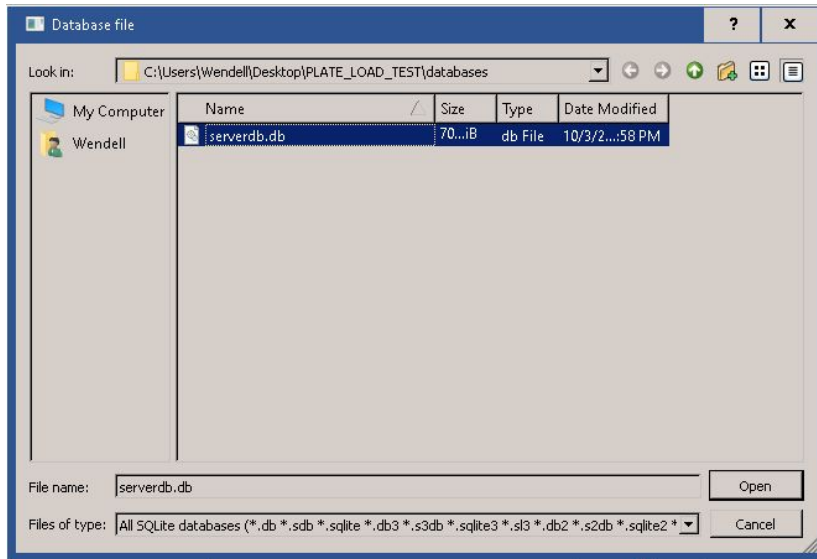 Database file ? x
Look in: C:\Users\Wendell\Desktop\PLATE_LOAD_TEST\databases
My Computer Name Size Type Date Modified
serverdb.db 70...iB db File 10/3/2...:58 PM
Wendell
File name: serverdb.db Open
Files of type: All SQLite databases (*.db *.sdb *.sqlite *.db3 *.s3db *.sqlite3 *.sl3 *.db2 *.s2db *.sqlite2 * Cancel